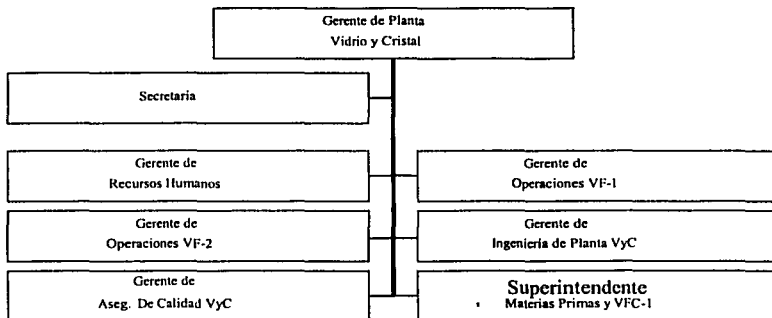 Gerente de Planta
Vidrio y Cristal
Secretaria
Gerente de
Recursos Humanos
Gerente de
Operaciones VF-1
Gerente de
Operaciones VF-2
Gerente de
Ingeniería de Planta VyC
Gerente de
Aseg. De Calidad VyC
Superintendente
Materias Primas y VFC-1